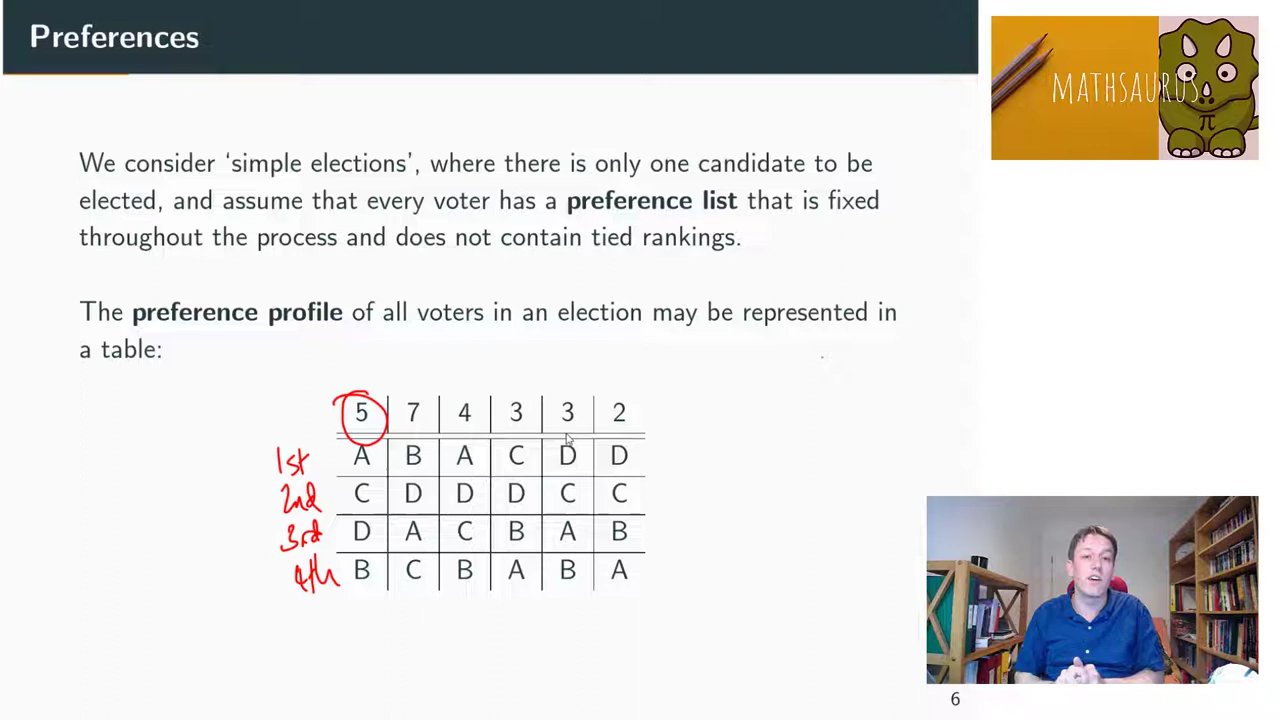 Preferences
MATHSAURUS
π
We consider ‘simple elections’, where there is only one candidate to be
elected, and assume that every voter has a preference list that is fixed
throughout the process and does not contain tied rankings.
The preference profile of all voters in an election may be represented in
a table:
5 7 4 3 3 2
1st A B A C D D
2nd C D D D C C
3rd D A C B A B
4th B C B A B A
6